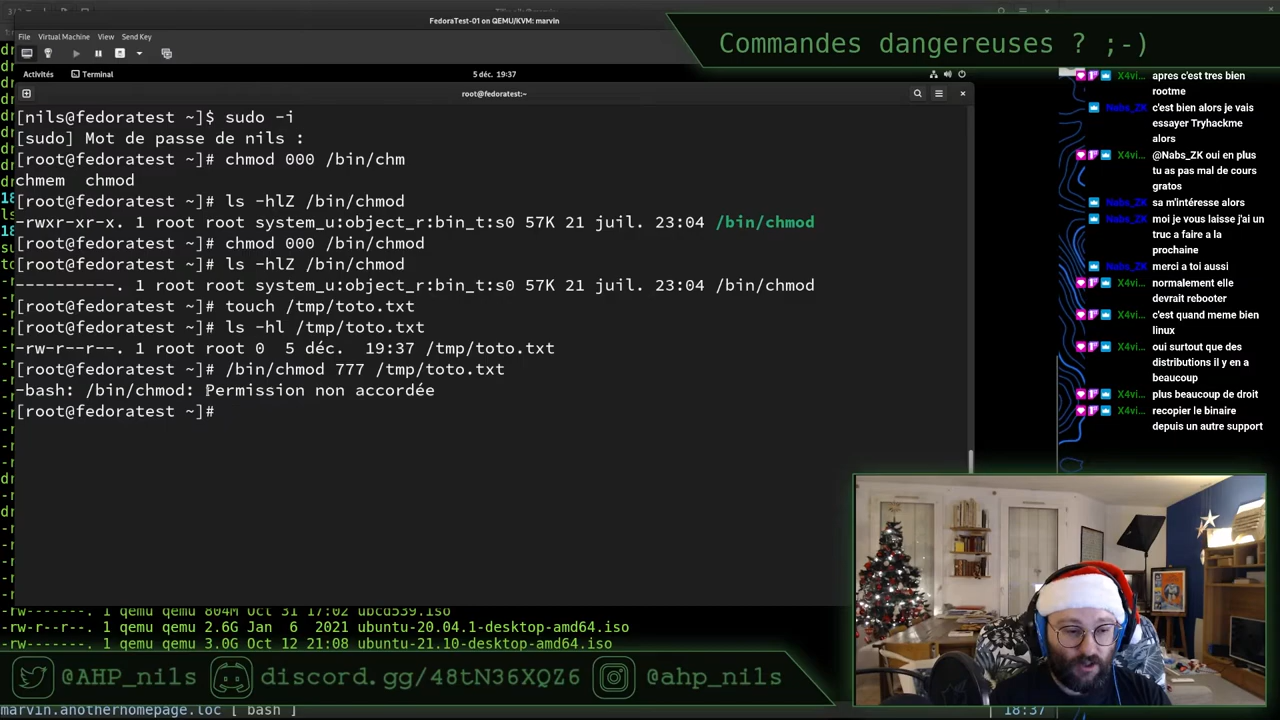 FedoraTest-01 on QEMU/KVM: marvin
File Virtual Machine View Send Key
Commandes dangereuses ? ;-)
Activités Terminal 5 déc. 19:37
root@fedoratest:~
[nils@fedoratest ~]$ sudo -i
[sudo] Mot de passe de nils :
[root@fedoratest ~]# chmod 000 /bin/chm
chmem chmod
[root@fedoratest ~]# ls -hlZ /bin/chmod
-rwxr-xr-x. 1 root root system_u:object_r:bin_t:s0 57K 21 juil. 23:04 /bin/chmod
[root@fedoratest ~]# chmod 000 /bin/chmod
[root@fedoratest ~]# ls -hlZ /bin/chmod
----------. 1 root root system_u:object_r:bin_t:s0 57K 21 juil. 23:04 /bin/chmod
[root@fedoratest ~]# touch /tmp/toto.txt
[root@fedoratest ~]# ls -hl /tmp/toto.txt
-rw-r--r--. 1 root root 0 5 déc. 19:37 /tmp/toto.txt
[root@fedoratest ~]# /bin/chmod 777 /tmp/toto.txt
-bash: /bin/chmod: Permission non accordée
[root@fedoratest ~]#
X4vi... apres c'est tres bien
rootme
Nabs_ZK c'est bien alors je vais
essayer Tryhackme
alors
X4vi... @Nabs_ZK oui en plus
tu as pas mal de cours
gratos
Nabs_ZK sa m'intéresse alors
Nabs_ZK moi je vous laisse j'ai un
truc a faire a la
prochaine
Nabs_ZK merci a toi aussi
X4vi... normalement elle
devrait rebooter
X4vi... c'est quand meme bien
linux
X4vi... oui surtout que des
distributions il y en a
beaucoup
X4vi... plus beaucoup de droit
X4vi... recopier le binaire
depuis un autre support
-rw-------. 1 qemu qemu 804M Oct 31 17:02 ubcd539.iso
-rw-r--r--. 1 qemu qemu 2.6G Jan 6 2021 ubuntu-20.04.1-desktop-amd64.iso
-rw-r--r--. 1 qemu qemu 3.0G Oct 12 21:08 ubuntu-21.10-desktop-amd64.iso
@AHP_nils discord.gg/48tN36XQZ6 @ahp_nils
marvin.anotherhomepage.loc [ bash ] 18:37